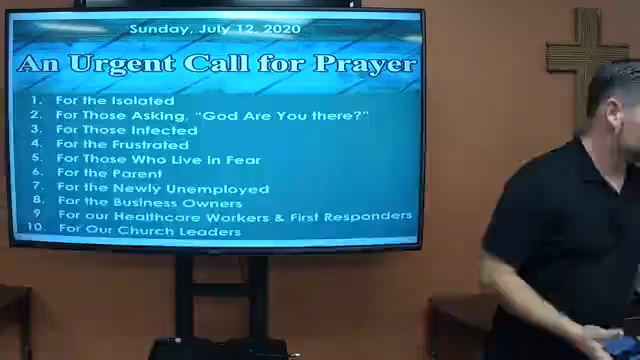 Sunday, July 12, 2020
An Urgent Call for Prayer
1. For the Isolated
2. For Those Asking, "God Are You there?"
3. For Those Infected
4. For the Frustrated
5. For Those Who Live in Fear
6. For the Parent
7. For the Newly Unemployed
8. For the Business Owners
9 For our Healthcare Workers & First Responders
10. For Our Church Leaders